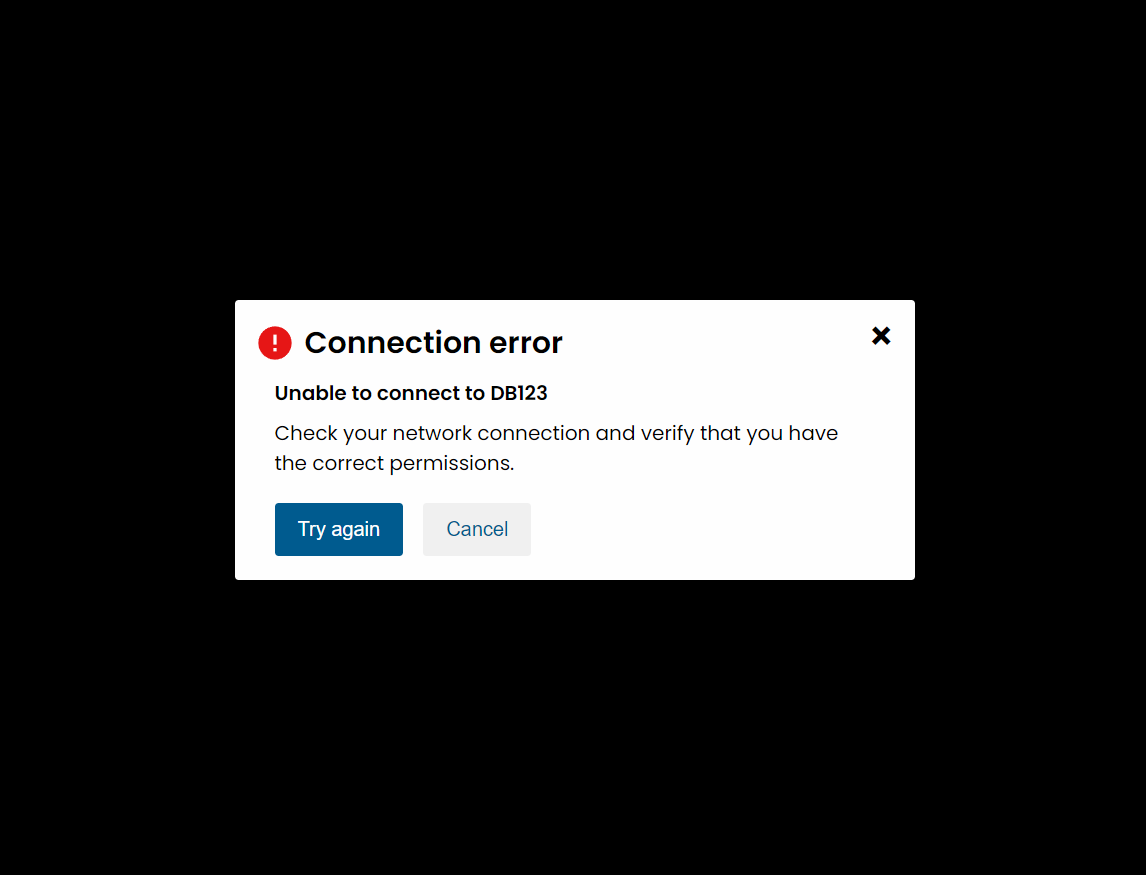 Connection error
Unable to connect to DB123
Check your network connection and verify that you have
the correct permissions.
Try again
Cancel